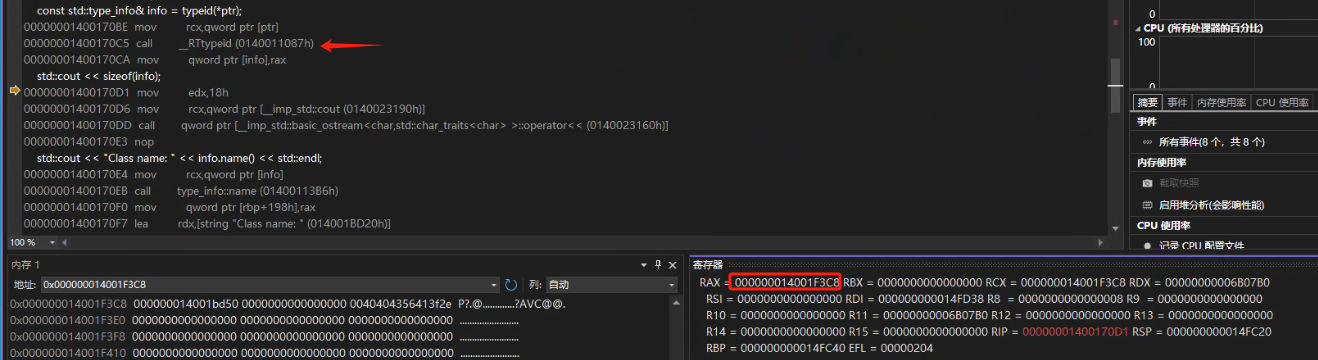 const std::type_info& info = typeid(*ptr);
00000001400170BE mov rcx,qword ptr [ptr]
00000001400170C5 call __RTtypeid (0140011087h)
00000001400170CA mov qword ptr [info],rax
std::cout << sizeof(info);
00000001400170D1 mov edx,18h
00000001400170D6 mov rcx,qword ptr [__imp_std::cout (0140023190h)]
00000001400170DD call qword ptr [__imp_std::basic_ostream<char,std::char_traits<char> >::operator<< (0140023160h)]
00000001400170E3 nop
std::cout << "Class name: " << info.name() << std::endl;
00000001400170E4 mov rcx,qword ptr [info]
00000001400170EB call type_info::name (01400113B6h)
00000001400170F0 mov qword ptr [rbp+198h],rax
00000001400170F7 lea rdx,[string "Class name: " (014001BD20h)]
100 %
0
CPU (所有处理器的百分比)
100
0
摘要 事件 内存使用率 CPU 使用率
事件
所有事件(8 个，共 8 个)
内存使用率
截取快照
启用堆分析(会影响性能)
CPU 使用率
记录 CPU 配置文件
内存 1
地址: 0x000000014001F3C8 列: 自动
0x000000014001F3C8 000000014001bd50 0000000000000000 0040404356413f2e P?.@............?AVC@@.
0x000000014001F3E0 0000000000000000 0000000000000000 0000000000000000 ........................
0x000000014001F3F8 0000000000000000 0000000000000000 0000000000000000 ........................
0x000000014001F410 0000000000000000 0000000000000000 0000000000000000 ........................
寄存器
RAX = 000000014001F3C8 RBX = 0000000000000000 RCX = 000000014001F3C8 RDX = 00000000006B07B0
RSI = 0000000000000000 RDI = 000000000014FD38 R8 = 0000000000000008 R9 = 0000000000000000
R10 = 0000000000000000 R11 = 00000000006B07B0 R12 = 0000000000000000 R13 = 0000000000000000
R14 = 0000000000000000 R15 = 0000000000000000 RIP = 00000001400170D1 RSP = 000000000014FC20
RBP = 000000000014FC40 EFL = 00000204